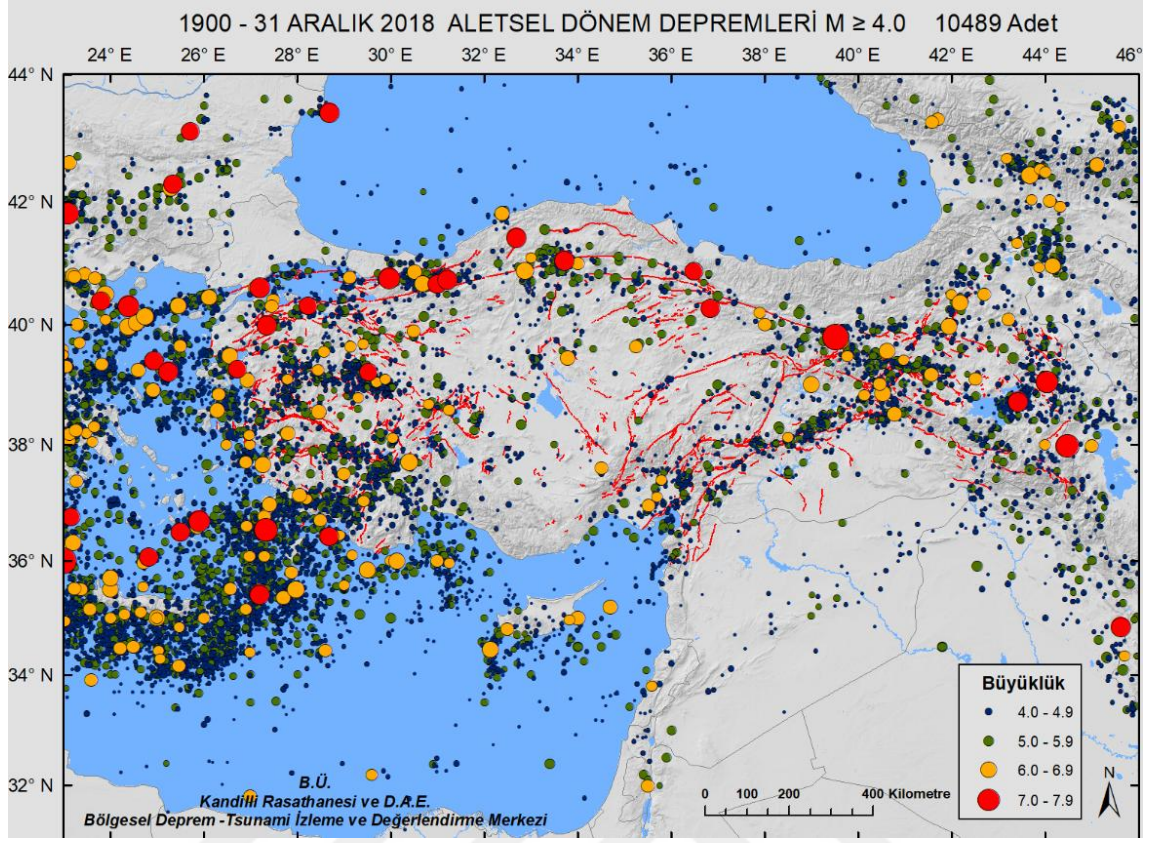 1900 - 31 ARALIK 2018 ALETSEL DÖNEM DEPREMLERİ M ≥ 4.0 10489 Adet
24° E 26° E 28° E 30° E 32° E 34° E 36° E 38° E 40° E 42° E 44° E 46°
44° N
42° N
40° N
38° N
36° N
34° N
32° N
Büyüklük
4.0 - 4.9
5.0 - 5.9
6.0 - 6.9
7.0 - 7.9
N
0 100 200 400 Kilometre
B.Ü.
Kandilli Rasathanesi ve D.A.E.
Bölgesel Deprem -Tsunami İzleme ve Değerlendirme Merkezi